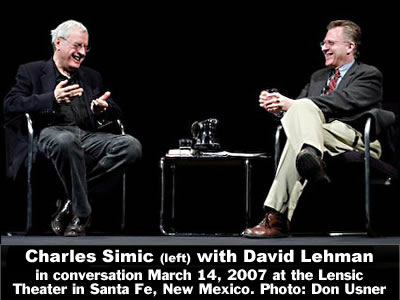 Charles Simic (left) with David Lehman
in conversation March 14, 2007 at the Lensic
Theater in Santa Fe, New Mexico. Photo: Don Usner